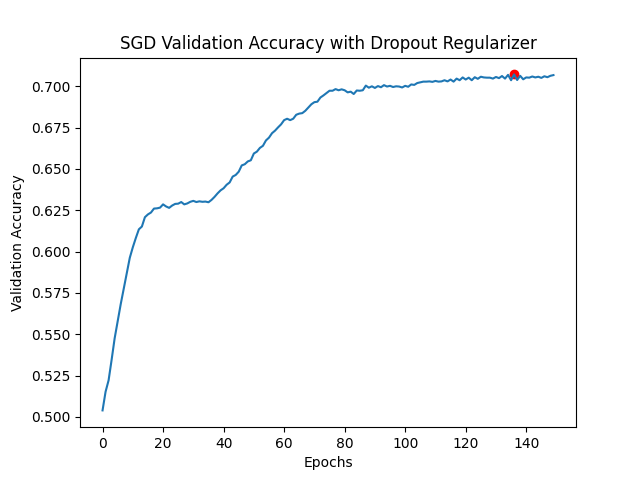 SGD Validation Accuracy with Dropout Regularizer
Validation Accuracy
0.700
0.675
0.650
0.625
0.600
0.575
0.550
0.525
0.500
0 20 40 60 80 100 120 140
Epochs